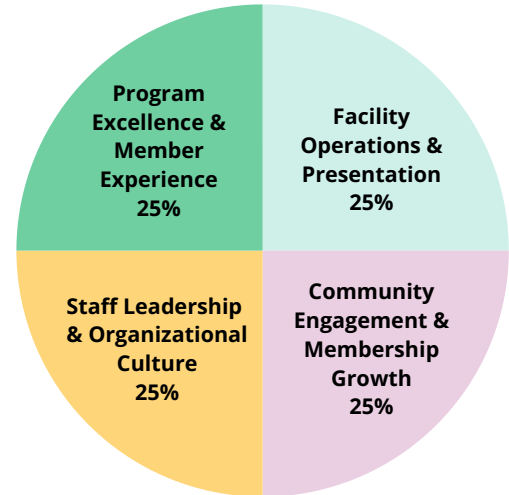 Program
Excellence &
Member
Experience
25%
Facility
Operations &
Presentation
25%
Staff Leadership
& Organizational
Culture
25%
Community
Engagement &
Membership
Growth
25%